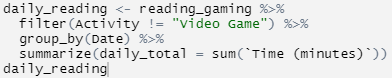 daily_reading <- reading_gaming %>%
  filter(Activity != "Video Game") %>%
  group_by(Date) %>%
  summarize(daily_total = sum(`Time (minutes)`))
daily_reading